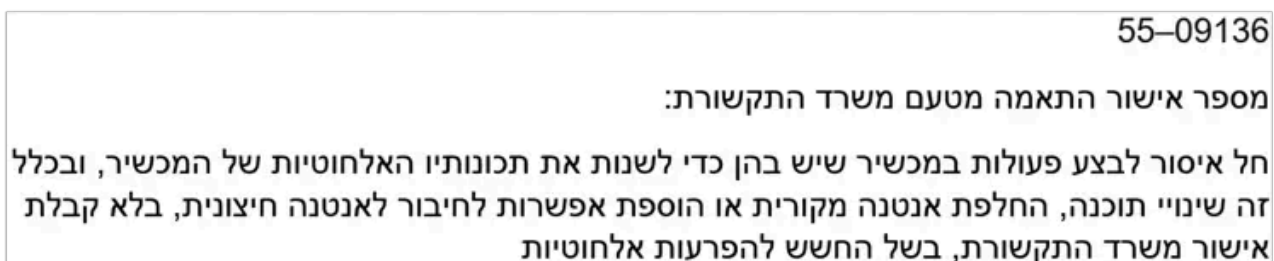 55–09136
מספר אישור התאמה מטעם משרד התקשורת:
חל איסור לבצע פעולות במכשיר שיש בהן כדי לשנות את תכונותיו האלחוטיות של המכשיר, ובכלל
זה שינויי תוכנה, החלפת אנטנה מקורית או הוספת אפשרות לחיבור לאנטנה חיצונית, בלא קבלת
אישור משרד התקשורת, בשל החשש להפרעות אלחוטיות